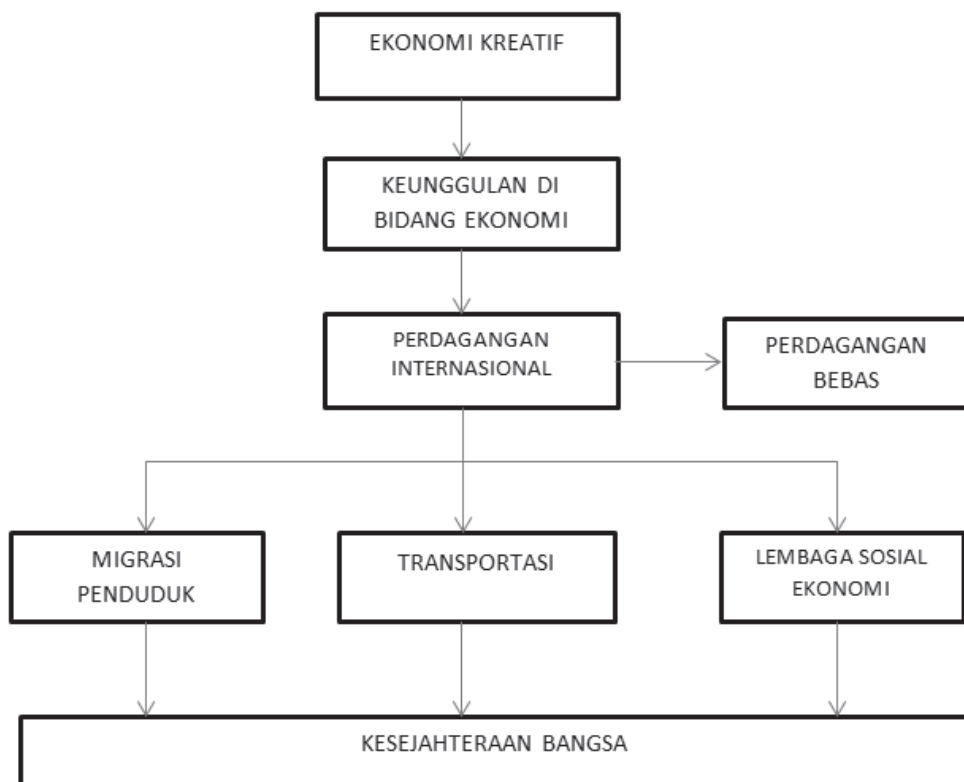 EKONOMI KREATIF
KEUNGGULAN DI
BIDANG EKONOMI
PERDAGANGAN
INTERNASIONAL
PERDAGANGAN
BEBAS
MIGRASI
PENDUDUK
TRANSPORTASI
LEMBAGA SOSIAL
EKONOMI
KESEJAHTERAAN BANGSA